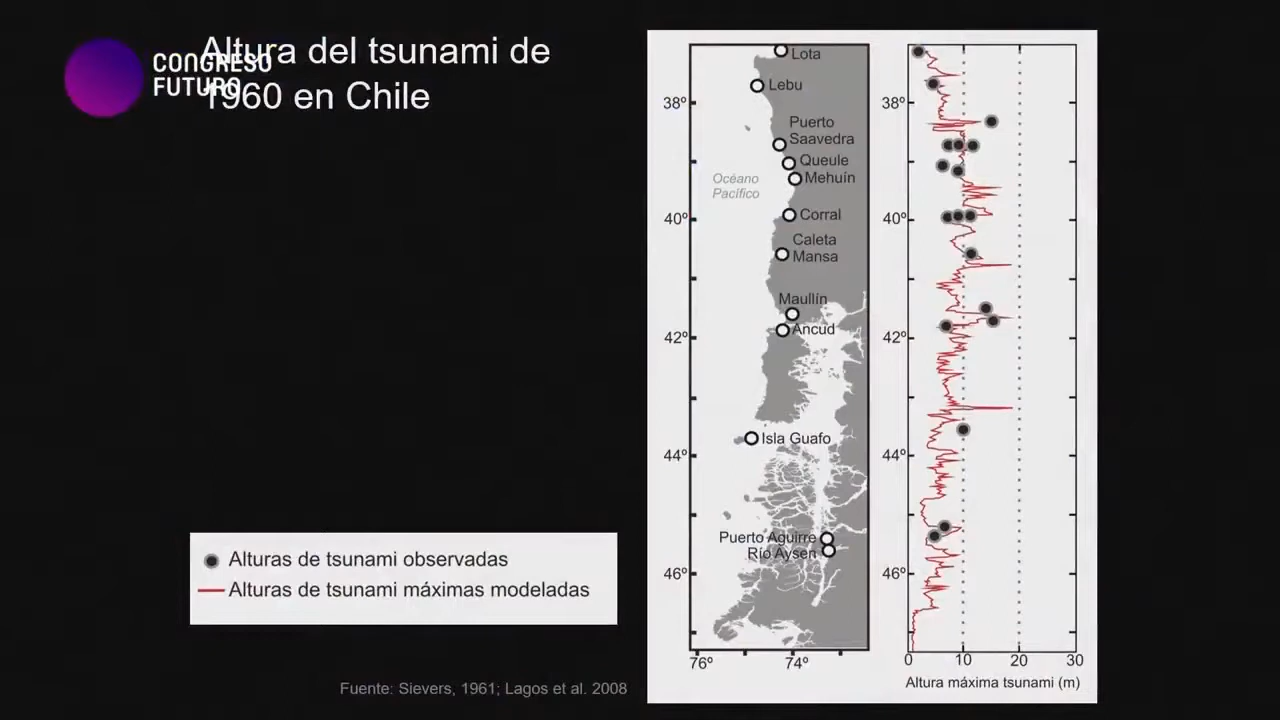 Altura del tsunami de
1960 en Chile
CONGRESO
FUTURO
Lota
Lebu
Puerto
Saavedra
Queule
Mehuín
Océano
Pacífico
Corral
Caleta
Mansa
Maullín
Ancud
Isla Guafo
Puerto Aguirre
Río Aysén
38º
40º
42º
44º
46º
76º
74º
38º
40º
42º
44º
46º
0
10
20
30
Altura máxima tsunami (m)
Alturas de tsunami observadas
Alturas de tsunami máximas modeladas
Fuente: Sievers, 1961; Lagos et al. 2008